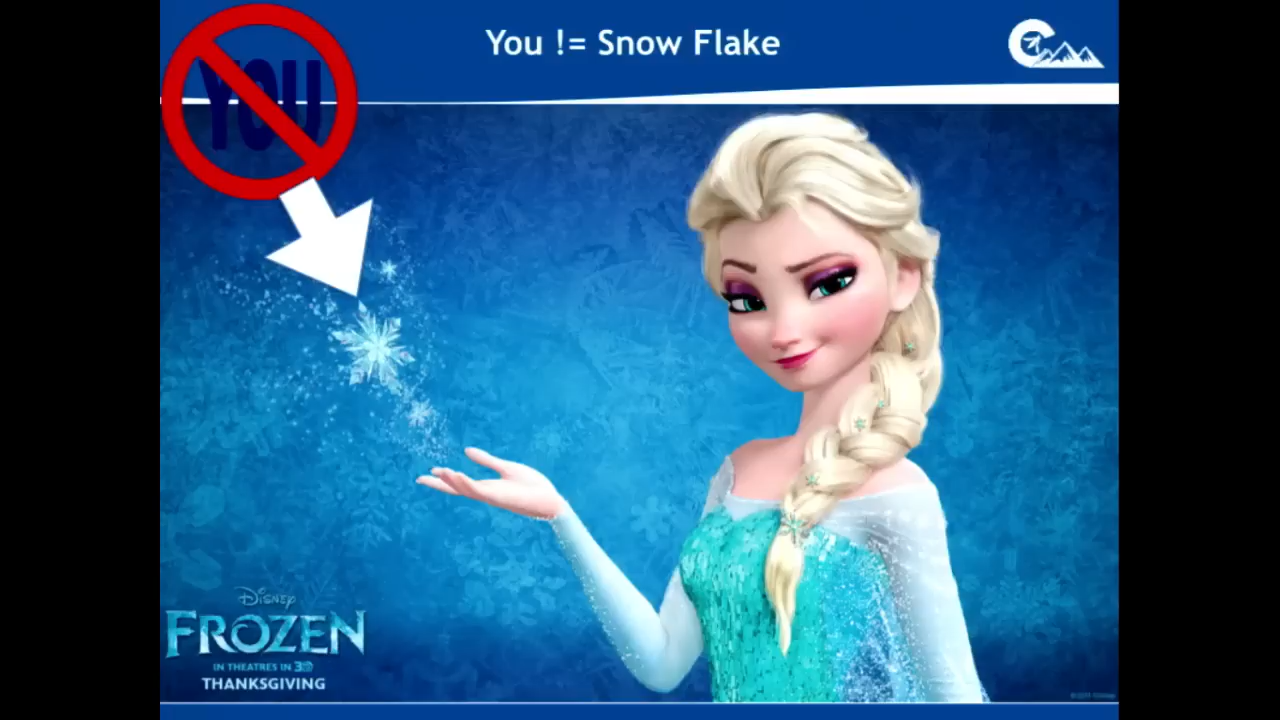 You != Snow Flake
YOU
Disney
FROZEN
IN THEATRES IN 3D
THANKSGIVING